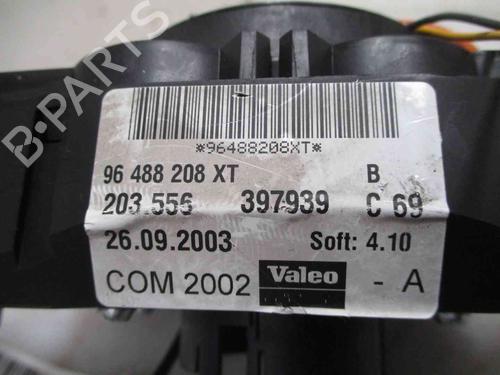 B-PARTS
*96488208XT*
96 488 208 XT B
203.556 397939 C 69
26.09.2003 Soft: 4.10
COM 2002 Valeo - A